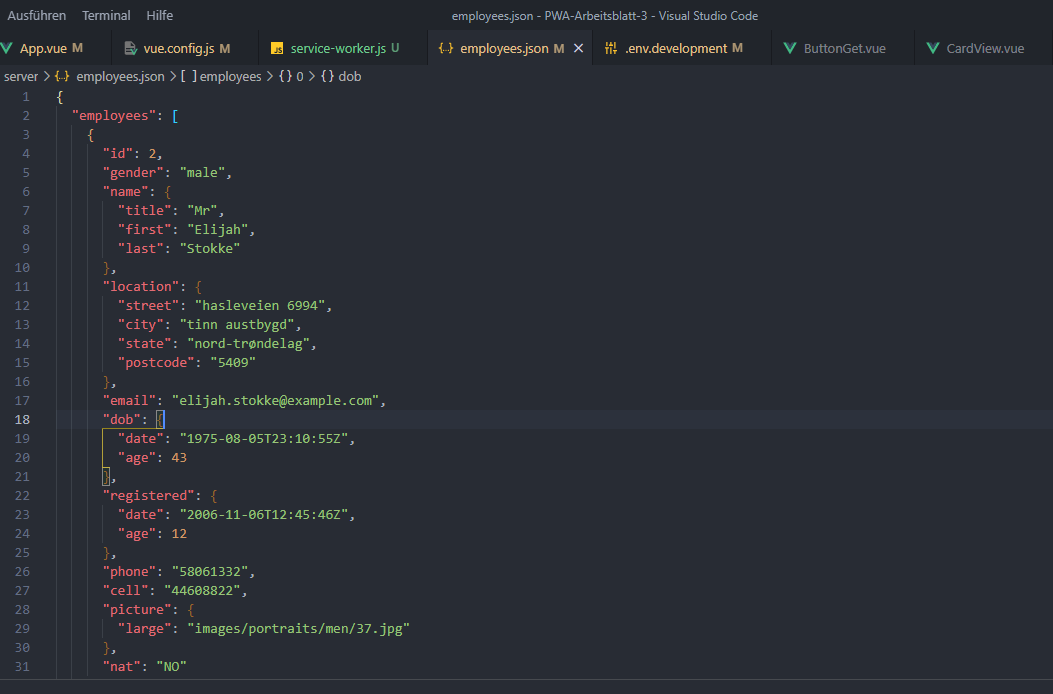 Ausführen Terminal Hilfe employees.json - PWA-Arbeitsblatt-3 - Visual Studio Code
App.vue M vue.config.js M JS service-worker.js U {..} employees.json M × .env.development M ButtonGet.vue CardView.vue
server > {..} employees.json > [ ] employees > { } 0 > { } dob
1 {
2 "employees": [
3 {
4 "id": 2,
5 "gender": "male",
6 "name": {
7 "title": "Mr",
8 "first": "Elijah",
9 "last": "Stokke"
10 },
11 "location": {
12 "street": "hasleveien 6994",
13 "city": "tinn austbygd",
14 "state": "nord-trøndelag",
15 "postcode": "5409"
16 },
17 "email": "elijah.stokke@example.com",
18 "dob": {
19 "date": "1975-08-05T23:10:55Z",
20 "age": 43
21 },
22 "registered": {
23 "date": "2006-11-06T12:45:46Z",
24 "age": 12
25 },
26 "phone": "58061332",
27 "cell": "44608822",
28 "picture": {
29 "large": "images/portraits/men/37.jpg"
30 },
31 "nat": "NO"